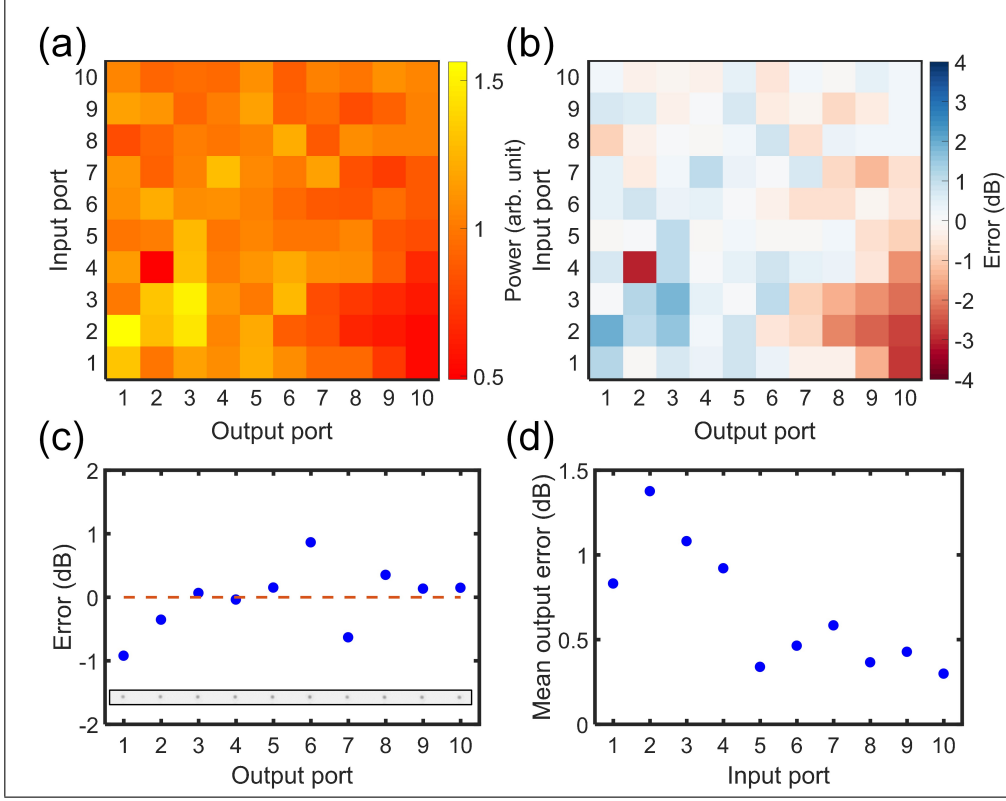 (a)
10
9
8
7
6
5
4
3
2
1
Input port
1 2 3 4 5 6 7 8 9 10
Output port
1.5
1
0.5
Power (arb. unit)
(b)
10
9
8
7
6
5
4
3
2
1
Input port
1 2 3 4 5 6 7 8 9 10
Output port
4
3
2
1
0
-1
-2
-3
-4
Error (dB)
(c)
2
1
0
-1
-2
Error (dB)
1 2 3 4 5 6 7 8 9 10
Output port
(d)
1.5
1
0.5
0
Mean output error (dB)
1 2 3 4 5 6 7 8 9 10
Input port